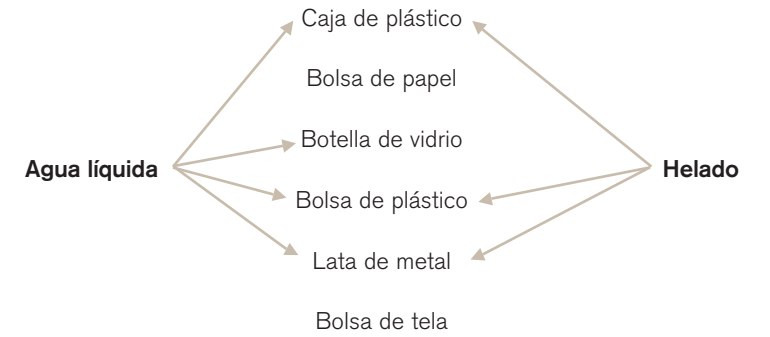 Caja de plástico
Bolsa de papel
Botella de vidrio
Agua líquida
Helado
Bolsa de plástico
Lata de metal
Bolsa de tela